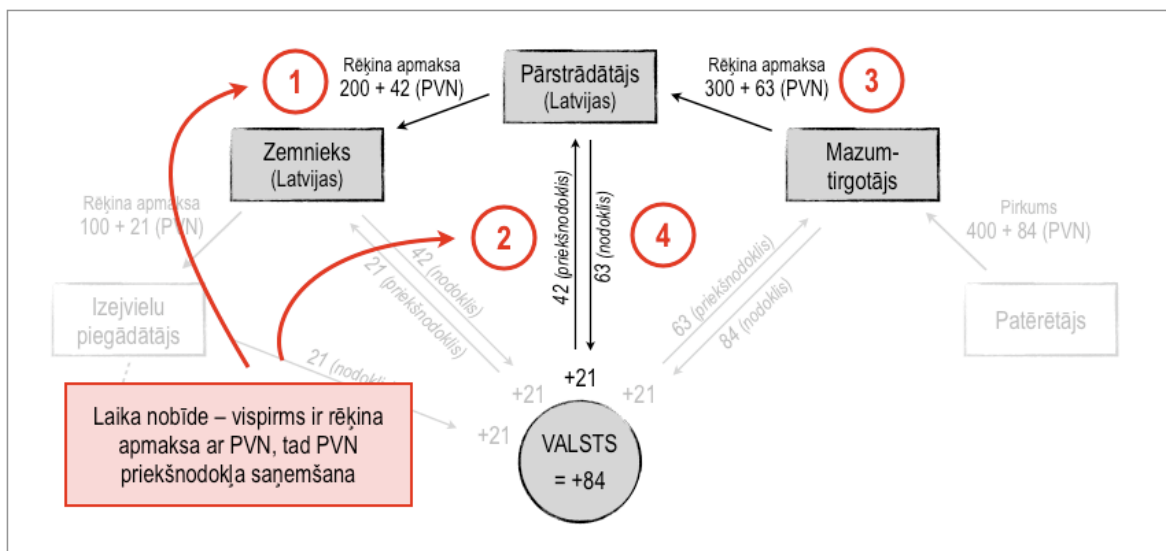 1
Rēķina apmaksa
200 + 42 (PVN)
Pārstrādātājs
(Latvijas)
Rēķina apmaksa
300 + 63 (PVN)
3
Zemnieks
(Latvijas)
Mazum-
tirgotājs
Rēķina apmaksa
100 + 21 (PVN)
2
42 (priekšnodoklis)
63 (nodoklis)
4
Pirkums
400 + 84 (PVN)
42 (nodoklis)
21 (priekšnodoklis)
63 (priekšnodoklis)
84 (nodoklis)
Izejvielu
piegādātājs
Patērētājs
21 (nodoklis)
+21
+21
+21
+21
Laika nobīde – vispirms ir rēķina
apmaksa ar PVN, tad PVN
priekšnodokļa saņemšana
VALSTS
= +84